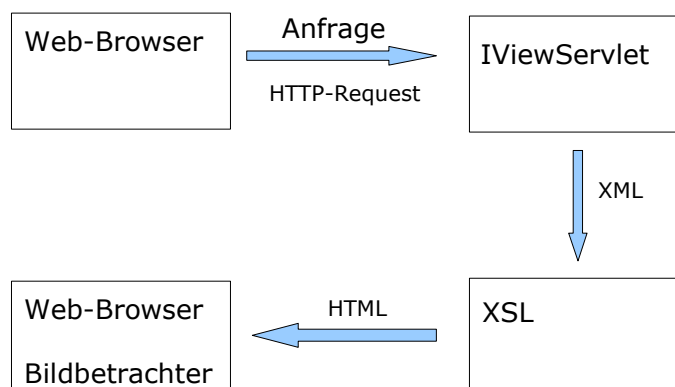 Web-Browser
Anfrage
HTTP-Request
IViewServlet
XML
Web-Browser
Bildbetrachter
HTML
XSL